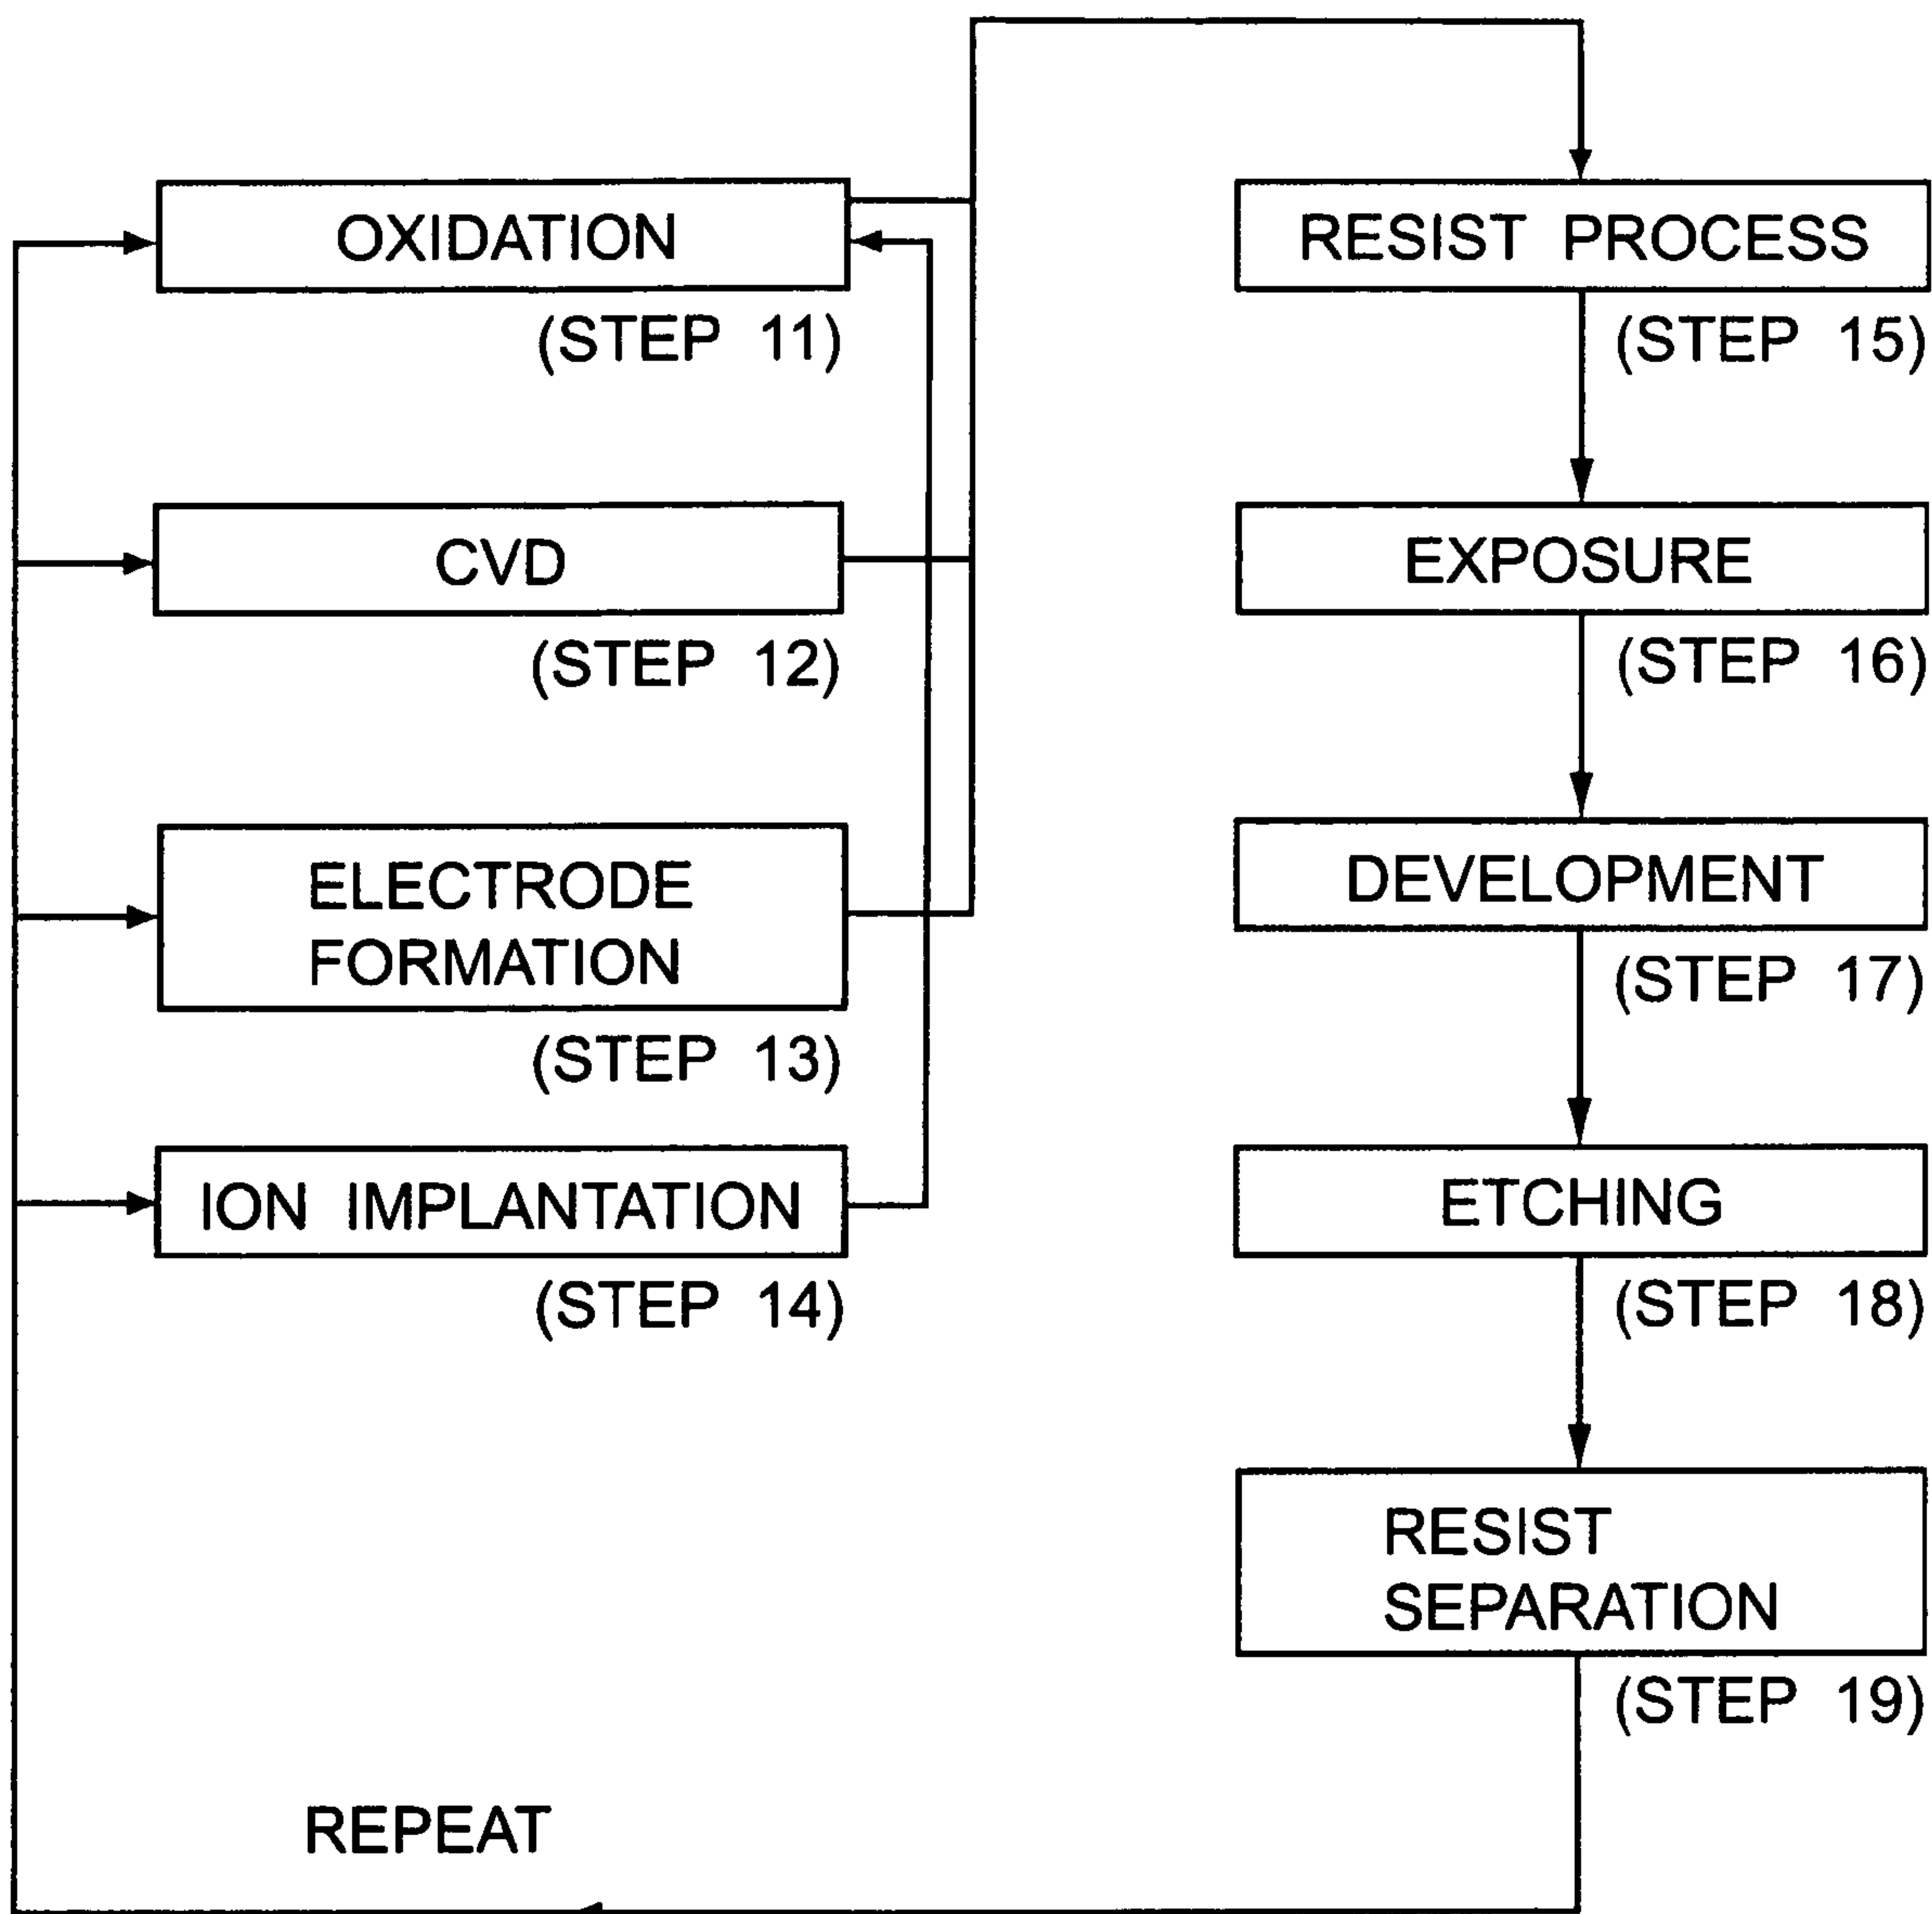 OXIDATION
(STEP 11)
CVD
(STEP 12)
ELECTRODE
FORMATION
(STEP 13)
ION IMPLANTATION
(STEP 14)
RESIST PROCESS
(STEP 15)
EXPOSURE
(STEP 16)
DEVELOPMENT
(STEP 17)
ETCHING
(STEP 18)
RESIST
SEPARATION
(STEP 19)
REPEAT